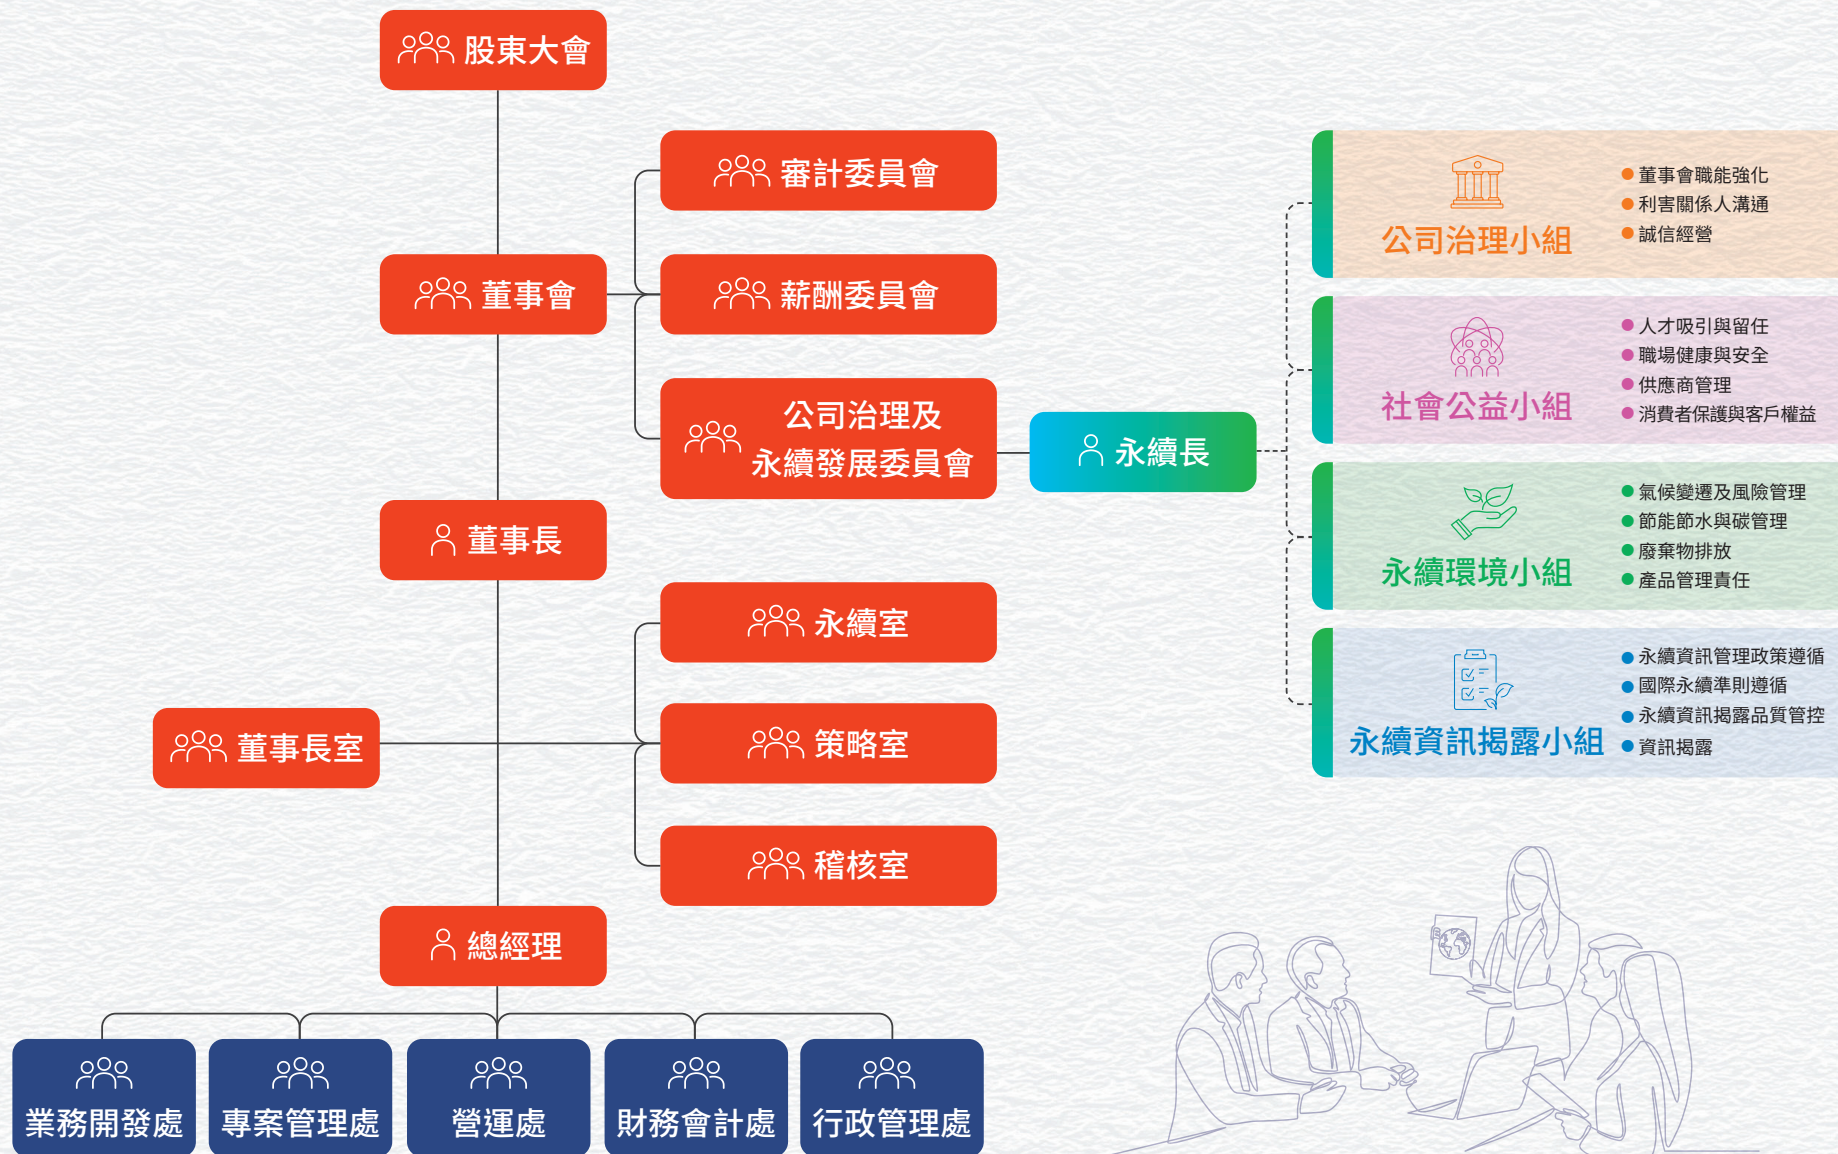 股東大會
審計委員會
董事會
薪酬委員會
公司治理及
永續發展委員會
永續長
董事長
永續室
董事長室
策略室
稽核室
總經理
業務開發處
專案管理處
營運處
財務會計處
行政管理處
公司治理小組
董事會職能強化
利害關係人溝通
誠信經營
社會公益小組
人才吸引與留任
職場健康與安全
供應商管理
消費者保護與客戶權益
永續環境小組
氣候變遷及風險管理
節能節水與碳管理
廢棄物排放
產品管理責任
永續資訊揭露小組
永續資訊管理政策遵循
國際永續準則遵循
永續資訊揭露品質管控
資訊揭露